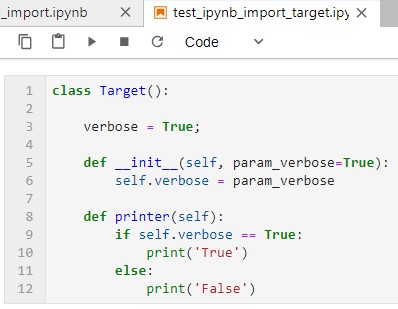 _import.ipynb
test_ipynb_import_target.ipy
Code
1 class Target():
2
3     verbose = True;
4
5     def __init__(self, param_verbose=True):
6         self.verbose = param_verbose
7
8     def printer(self):
9         if self.verbose == True:
10             print('True')
11         else:
12             print('False')